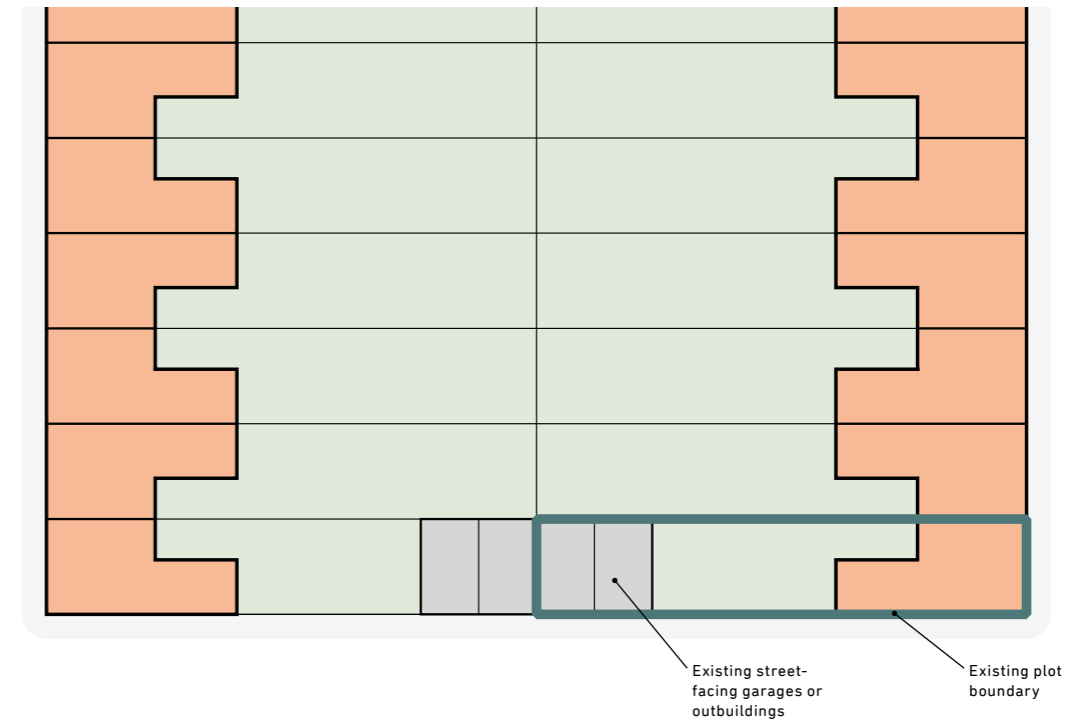 Existing street-
facing garages or
outbuildings
Existing plot
boundary